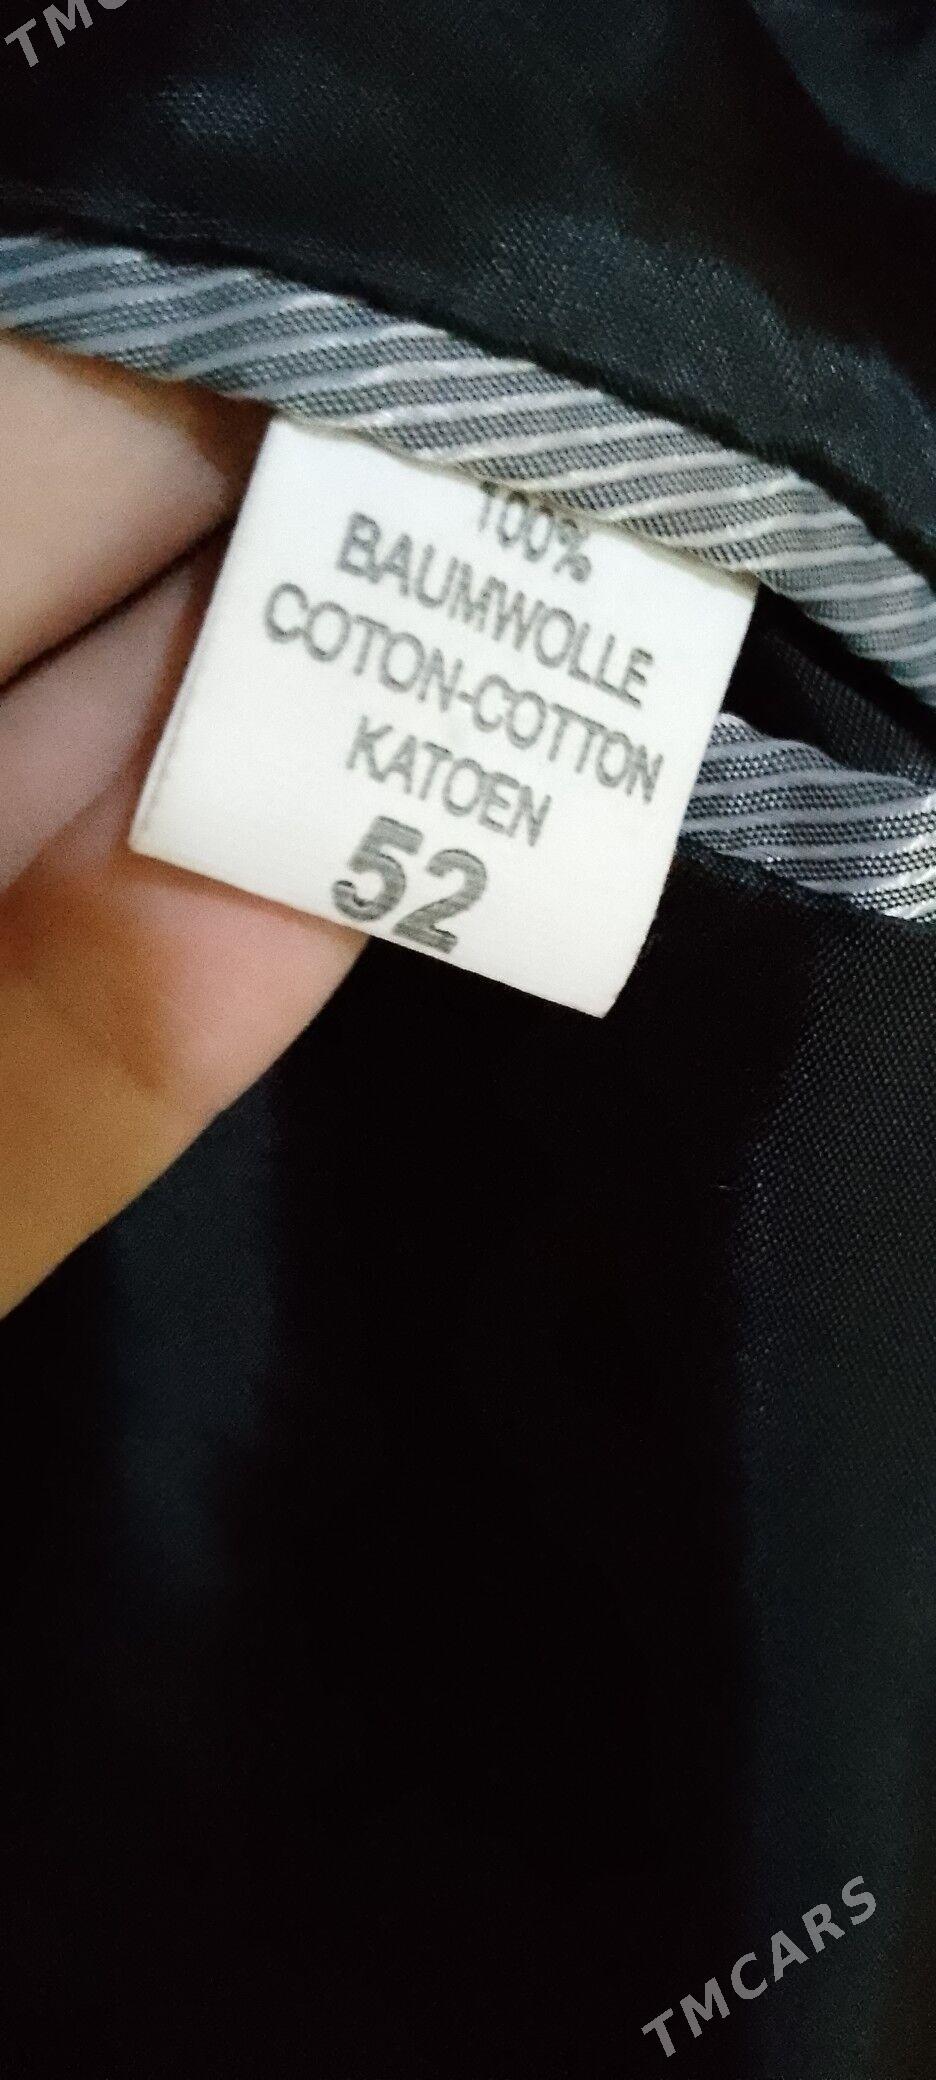 100%
BAUMWOLLE
COTON-COTTON
KATOEN
52
TMCARS